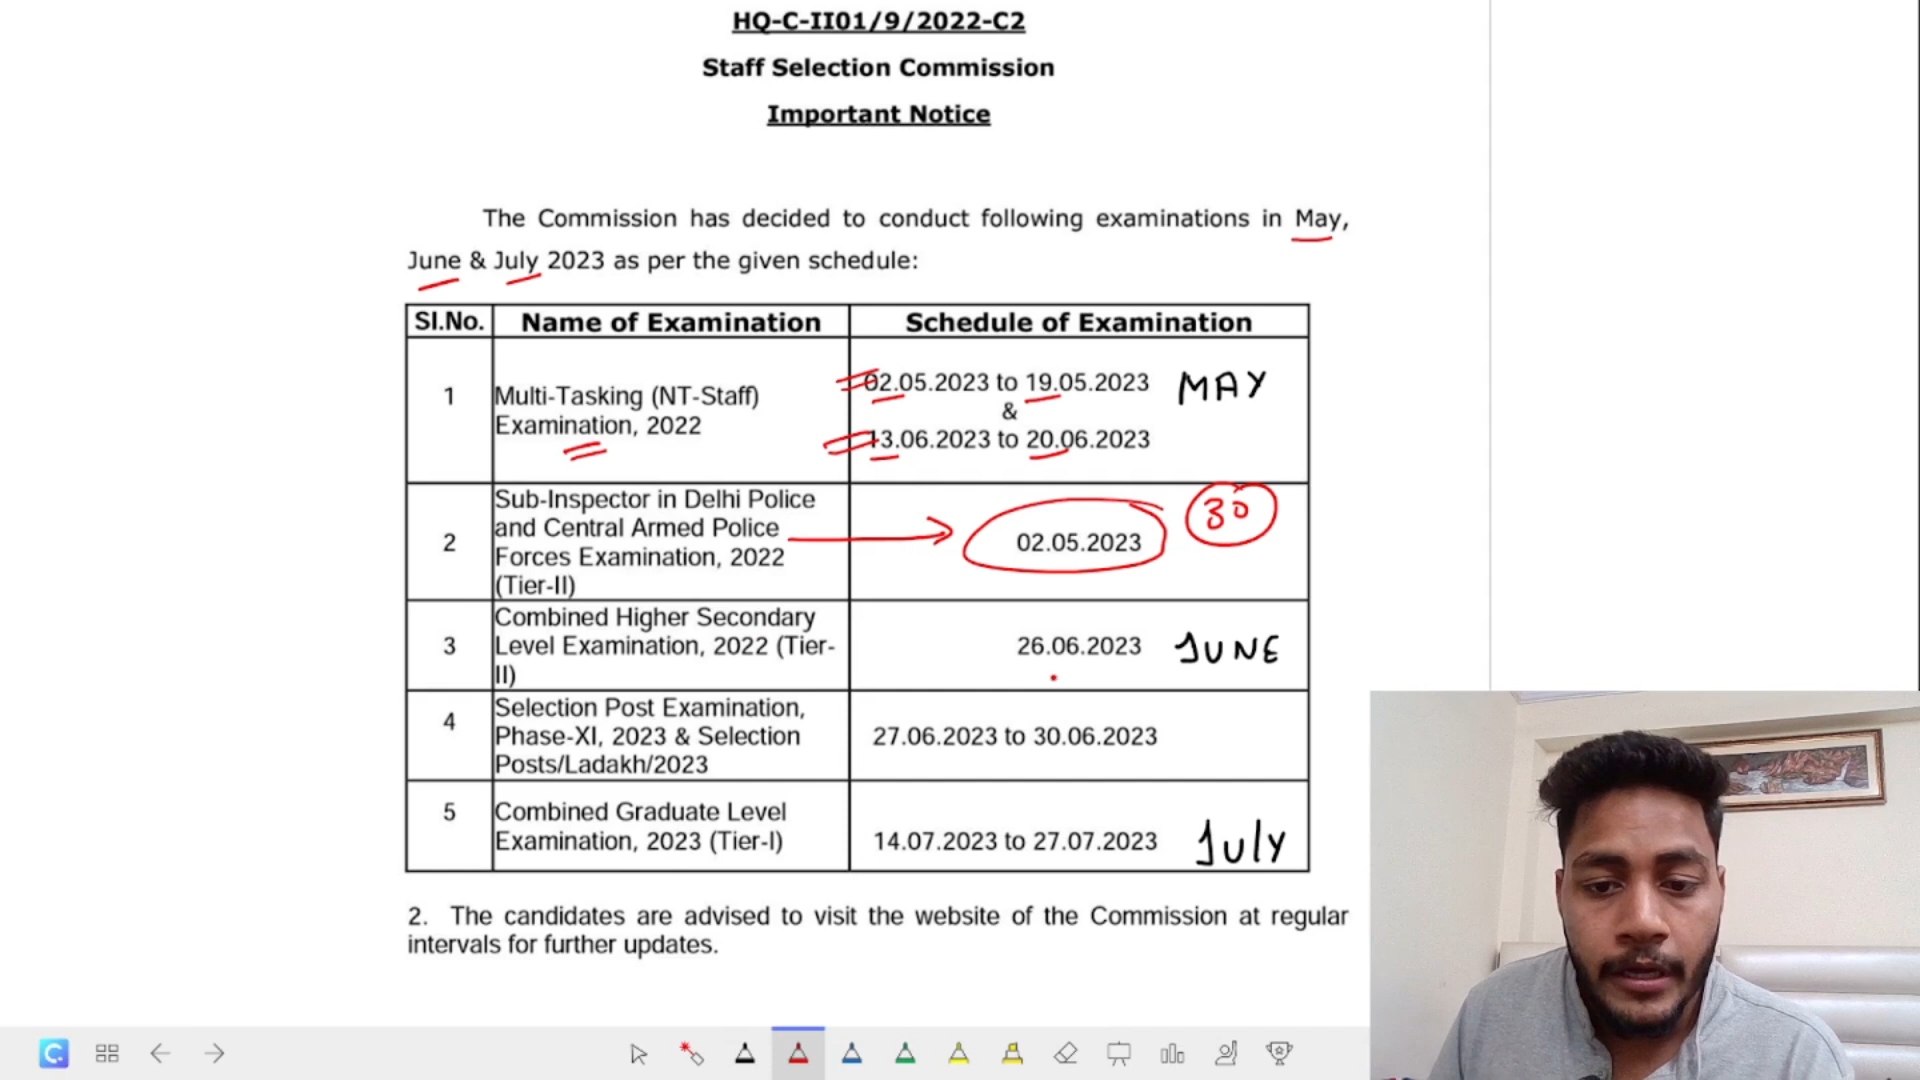 HQ-C-II01/9/2022-C2
Staff Selection Commission
Important Notice
The Commission has decided to conduct following examinations in May,
June & July 2023 as per the given schedule:
SI.No. Name of Examination Schedule of Examination
1 Multi-Tasking (NT-Staff) Examination, 2022
02.05.2023 to 19.05.2023 MAY
&
13.06.2023 to 20.06.2023
2 Sub-Inspector in Delhi Police
and Central Armed Police
Forces Examination, 2022
(Tier-II)
02.05.2023 30
3 Combined Higher Secondary
Level Examination, 2022 (Tier-
II)
26.06.2023 JUNE
4 Selection Post Examination,
Phase-XI, 2023 & Selection
Posts/Ladakh/2023
27.06.2023 to 30.06.2023
5 Combined Graduate Level
Examination, 2023 (Tier-I)
14.07.2023 to 27.07.2023 July
2. The candidates are advised to visit the website of the Commission at regular
intervals for further updates.